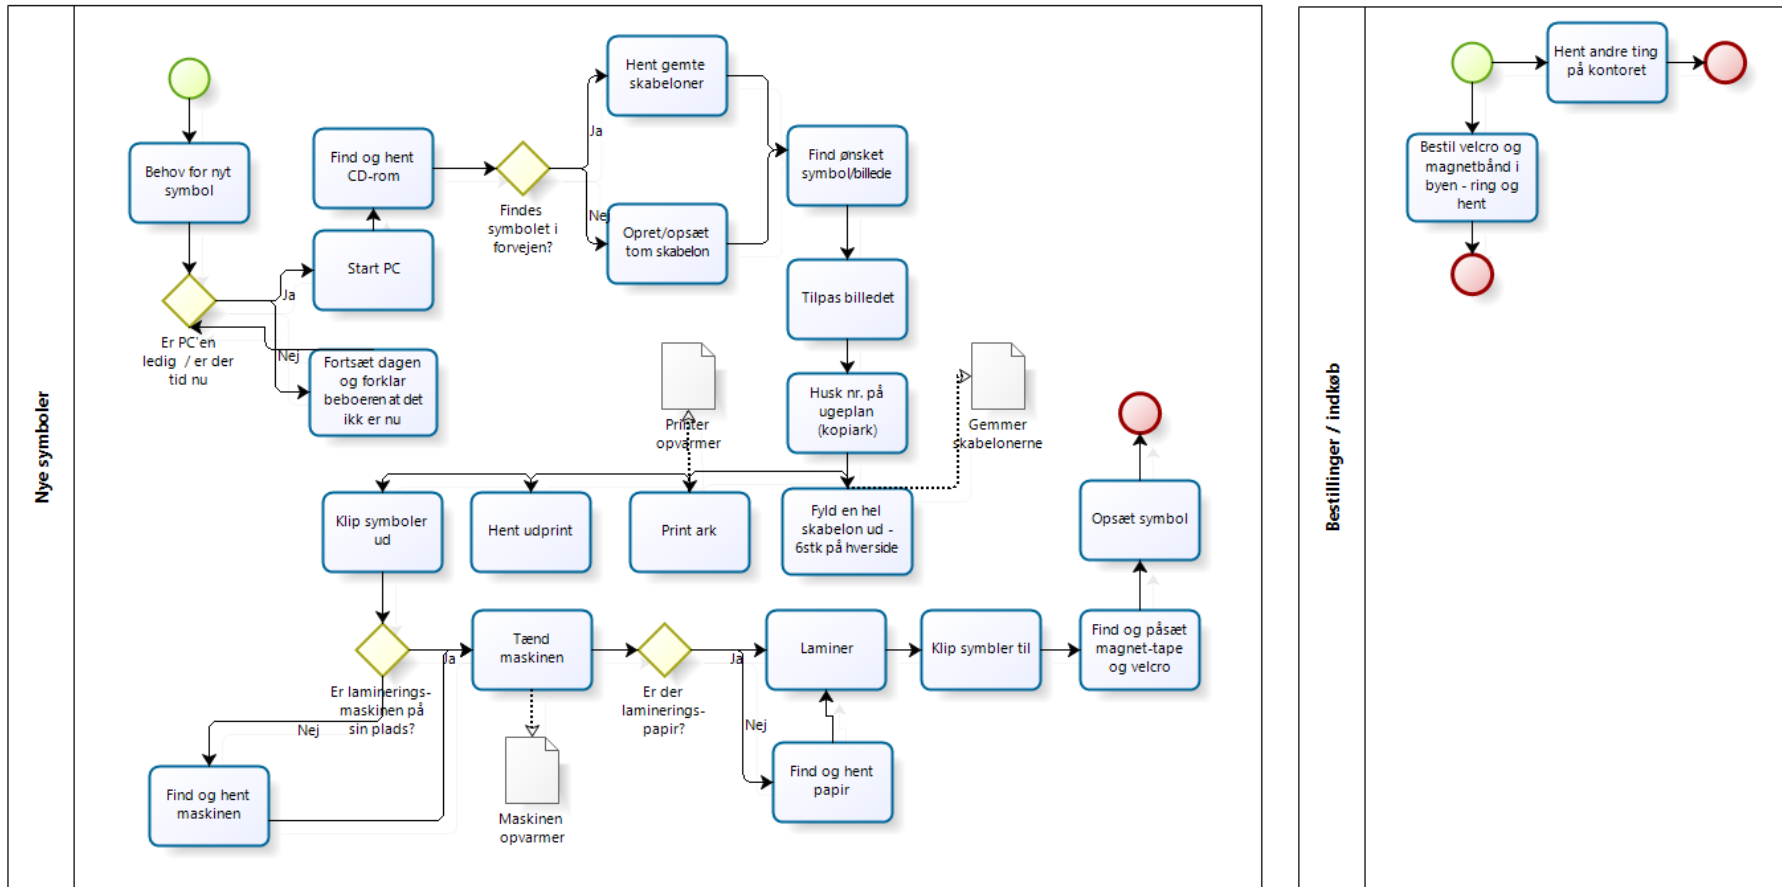 Nye symboler
Behov for nyt
symbol
Er PC'en
ledig / er der
tid nu
Ja
Nej
Start PC
Fortsæt dagen
og forklar
beboeren at det
ikk er nu
Find og hent
CD-rom
Findes
symbolet i
forvejen?
Ja
Nej
Hent gemte
skabeloner
Opret/opsæt
tom skabelon
Find ønsket
symbol/billede
Tilpas billedet
Husk nr. på
ugeplan
(kopiark)
Printer
opvarmer
Gemmer
skabelonerne
Klip symboler
ud
Hent udprint
Print ark
Fyld en hel
skabelon ud -
6stk på hverside
Opsæt symbol
Er laminerings-
maskinen på
sin plads?
Ja
Nej
Find og hent
maskinen
Tænd
maskinen
Maskinen
opvarmer
Er der
laminerings-
papir?
Ja
Nej
Find og hent
papir
Laminer
Klip symbler til
Find og påsæt
magnet-tape
og velcro
Bestillinger / indkøb
Hent andre ting
på kontoret
Bestil velcro og
magnetbånd i
byen - ring og
hent